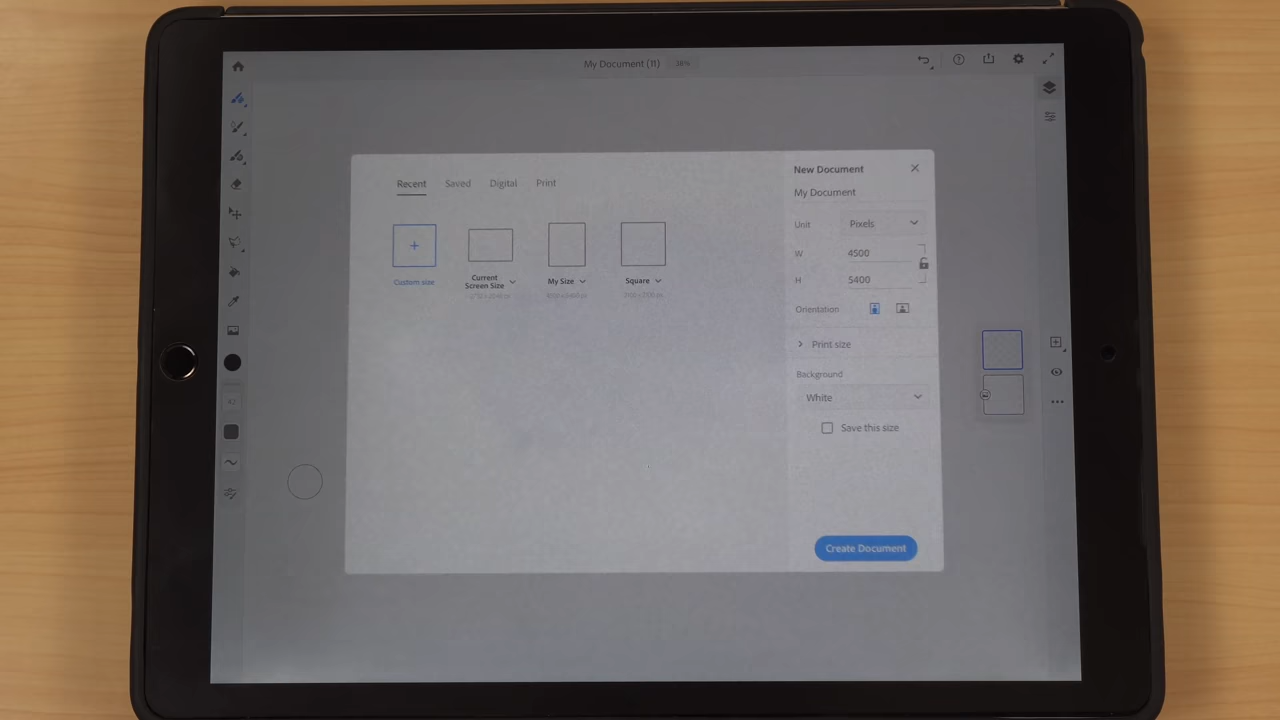 My Document (11) 38%
Recent Saved Digital Print
New Document
My Document
Unit Pixels
W 4500
H 5400
Orientation
Print size
Background
White
Save this size
Create Document
Custom size
Current
Screen Size
My Size
Square